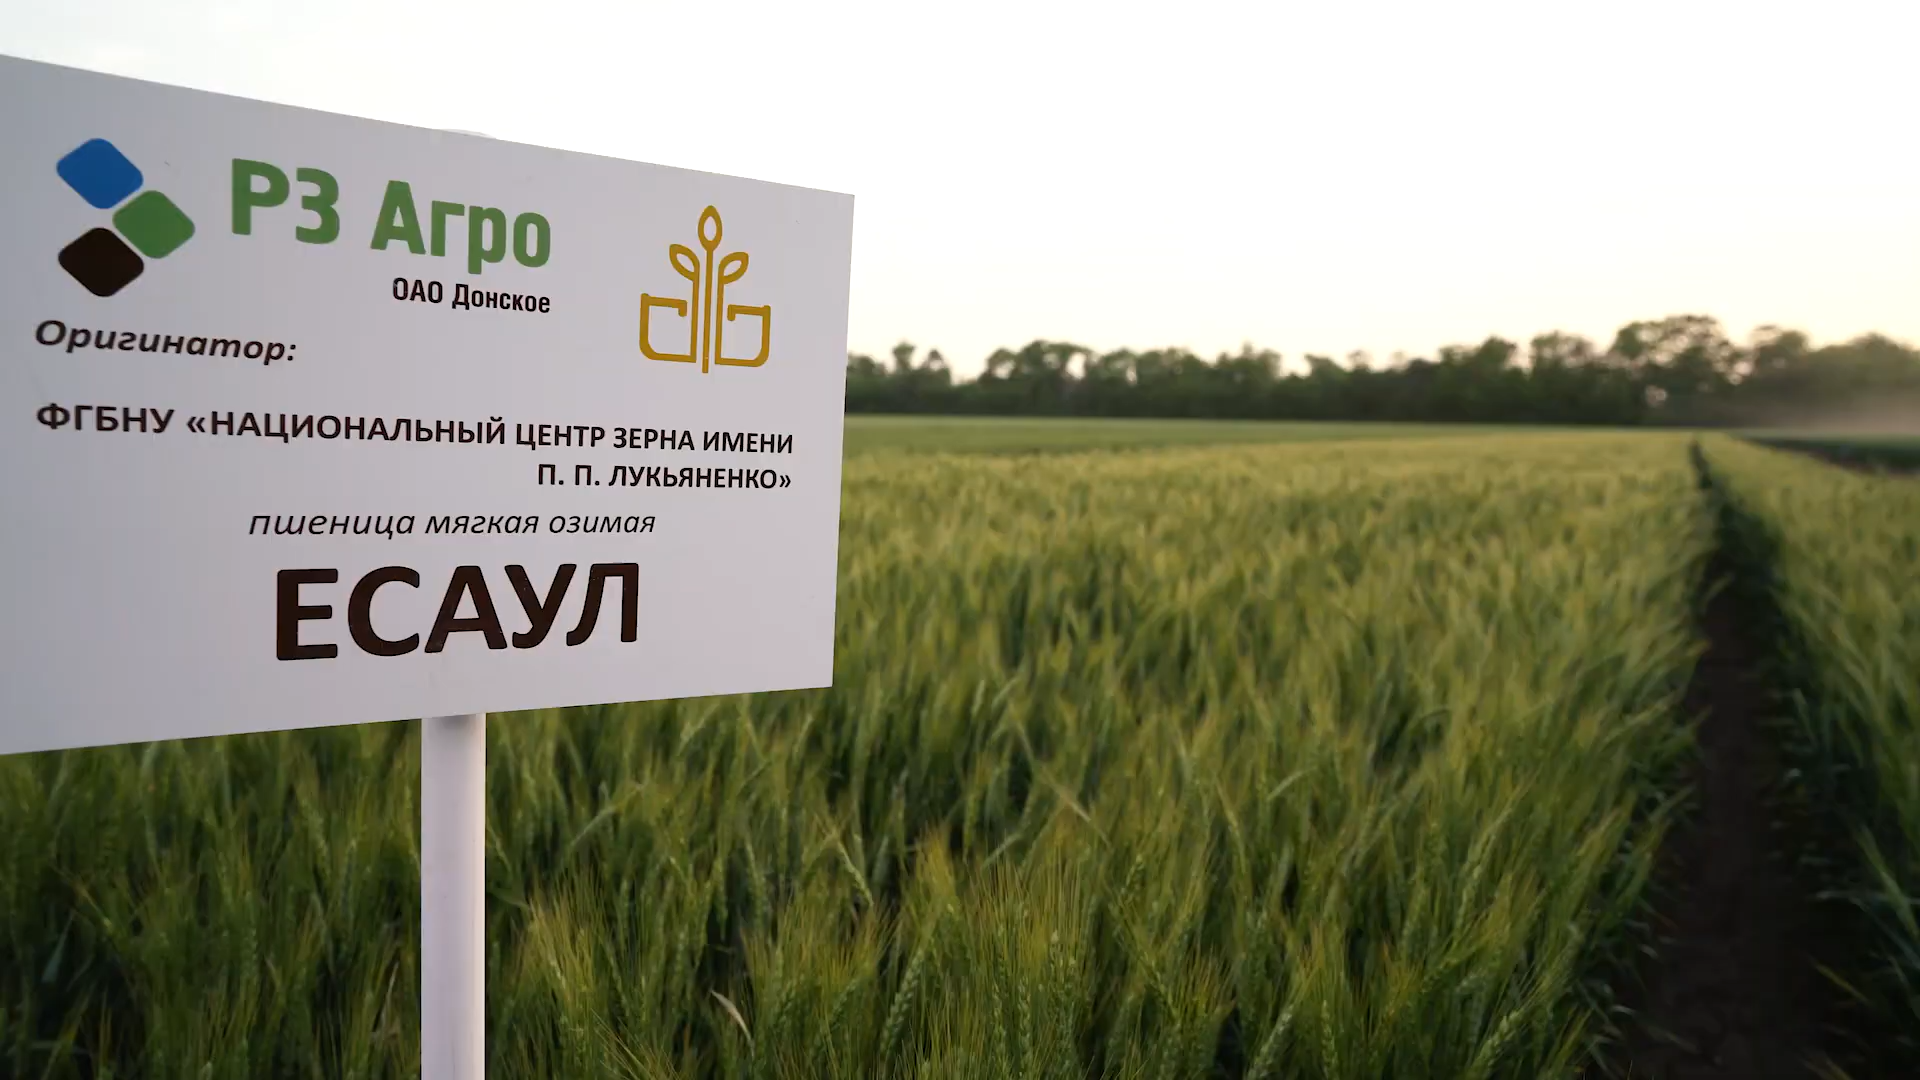 РЗ Агро
ОАО Донское
Оригинатор:
ФГБНУ «НАЦИОНАЛЬНЫЙ ЦЕНТР ЗЕРНА ИМЕНИ
П. П. ЛУКЬЯНЕНКО»
пшеница мягкая озимая
ЕСАУЛ